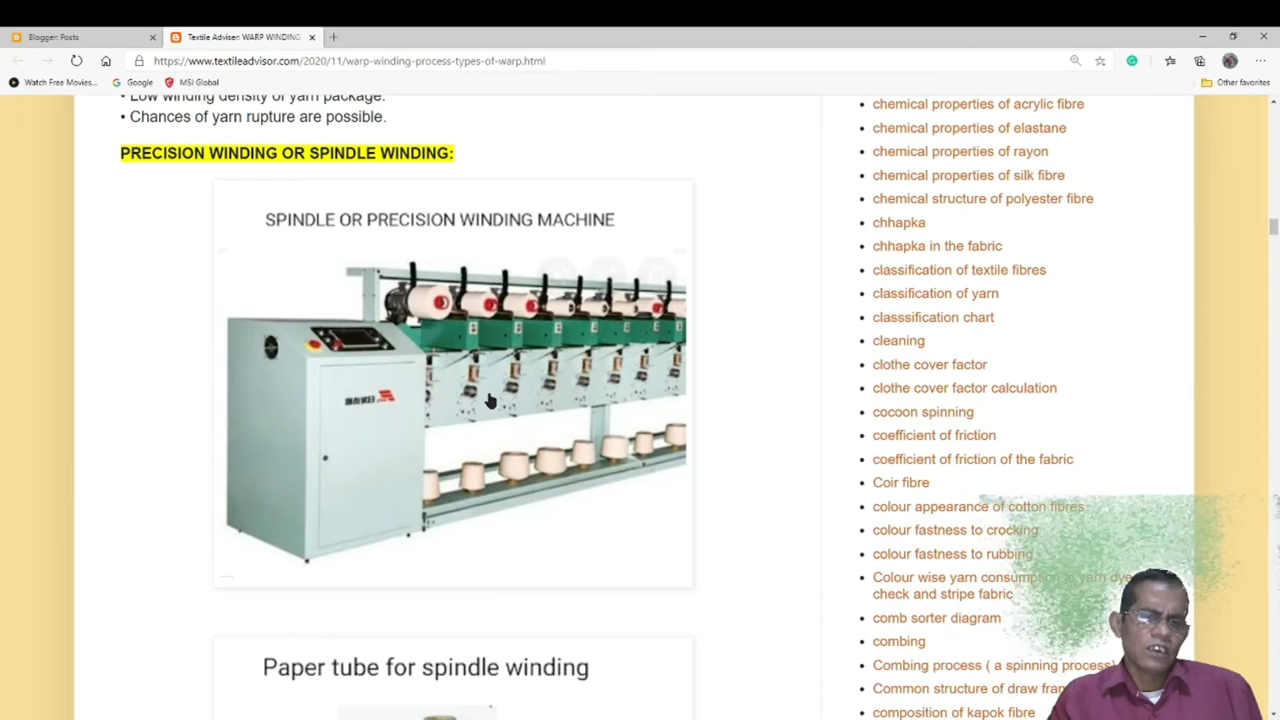 Blogger: Posts
Textile Adviser: WARP WINDING
https://www.textileadvisor.com/2020/11/warp-winding-process-types-of-warp.html
Watch Free Movies...
Google
MSI Global
Other favorites
• Low winding density of yarn package.
• Chances of yarn rupture are possible.
PRECISION WINDING OR SPINDLE WINDING:
SPINDLE OR PRECISION WINDING MACHINE
Paper tube for spindle winding
chemical properties of acrylic fibre
chemical properties of elastane
chemical properties of rayon
chemical properties of silk fibre
chemical structure of polyester fibre
chhapka
chhapka in the fabric
classification of textile fibres
classification of yarn
classsification chart
cleaning
clothe cover factor
clothe cover factor calculation
cocoon spinning
coefficient of friction
coefficient of friction of the fabric
Coir fibre
colour appearance of cotton fibres
colour fastness to crocking
colour fastness to rubbing
Colour wise yarn consumption yarn dye
check and stripe fabric
comb sorter diagram
combing
Combing process ( a spinning process)
Common structure of draw fram
composition of kapok fibre